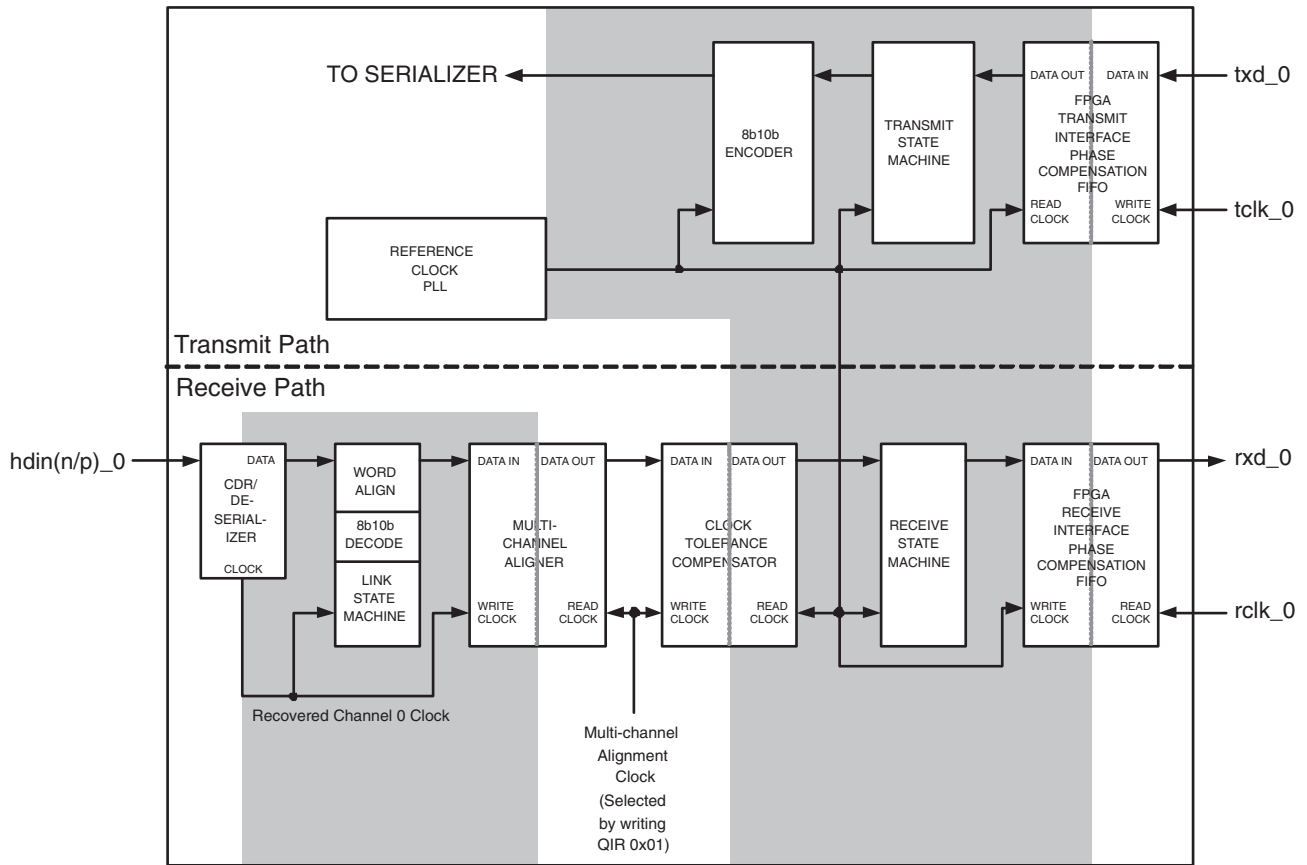 TO SERIALIZER
8b10b
ENCODER
TRANSMIT
STATE
MACHINE
DATA OUT
DATA IN
FPGA
TRANSMIT
INTERFACE
PHASE
COMPENSATION
FIFO
READ
CLOCK
WRITE
CLOCK
txd_0
tclk_0
REFERENCE
CLOCK
PLL
Transmit Path
Receive Path
hdin(n/p)_0
DATA
CDR/
DE-
SERIAL-
IZER
CLOCK
WORD
ALIGN
8b10b
DECODE
LINK
STATE
MACHINE
DATA IN
DATA OUT
MULTI-
CHANNEL
ALIGNER
WRITE
CLOCK
READ
CLOCK
DATA IN
DATA OUT
CLOCK
TOLERANCE
COMPENSATOR
WRITE
CLOCK
READ
CLOCK
RECEIVE
STATE
MACHINE
DATA IN
DATA OUT
FPGA
RECEIVE
INTERFACE
PHASE
COMPENSATION
FIFO
WRITE
CLOCK
READ
CLOCK
rxd_0
rclk_0
Recovered Channel 0 Clock
Multi-channel
Alignment
Clock
(Selected
by writing
QIR 0x01)